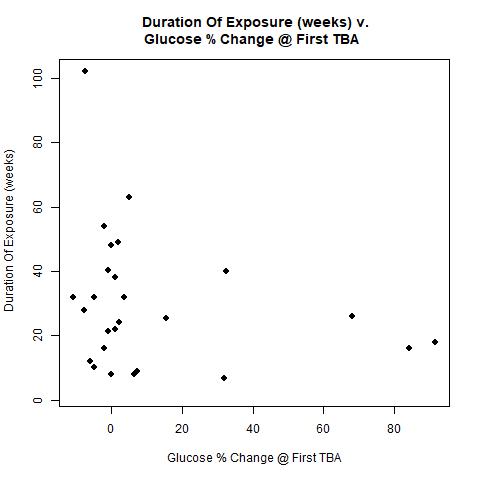 Duration Of Exposure (weeks) v.
Glucose % Change @ First TBA
Duration Of Exposure (weeks)
100
80
60
40
20
0
0 20 40 60 80
Glucose % Change @ First TBA